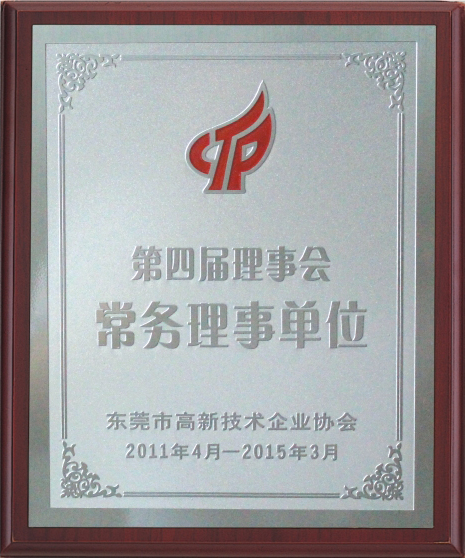 第四届理事会
常务理事单位
东莞市高新技术企业协会
2011年4月—2015年3月